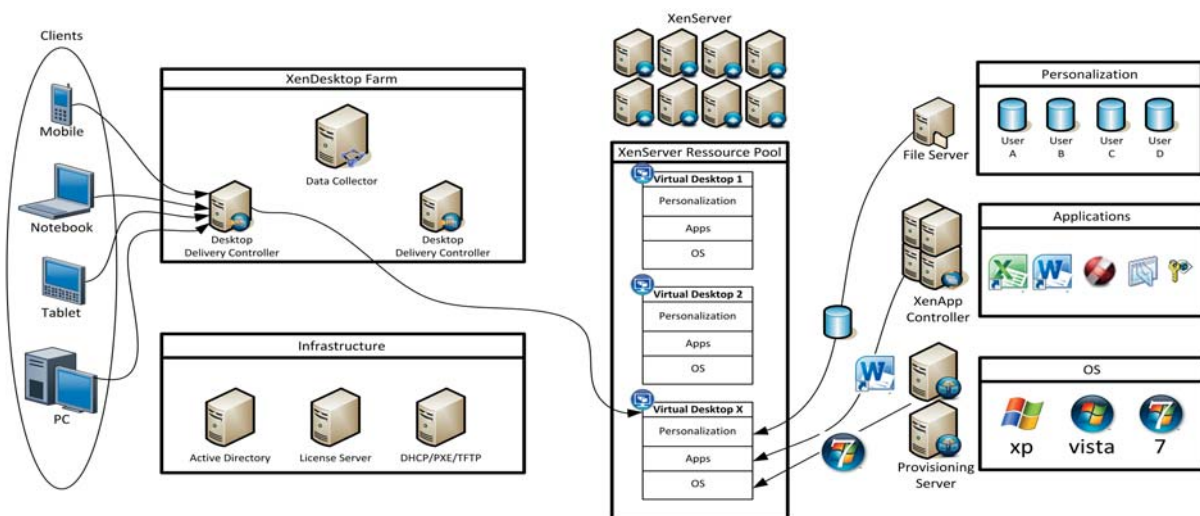 Clients
Mobile
Notebook
Tablet
PC
XenDesktop Farm
Data Collector
Desktop
Delivery Controller
Desktop
Delivery Controller
Infrastructure
Active Directory
License Server
DHCP/PXE/TFTP
XenServer
XenServer Ressource Pool
Virtual Desktop 1
Personalization
Apps
OS
Virtual Desktop 2
Personalization
Apps
OS
Virtual Desktop X
Personalization
Apps
OS
W
7
File Server
XenApp
Controller
Provisioning
Server
Personalization
User
A
User
B
User
C
User
D
Applications
X
W
OS
7
xp
vista
7